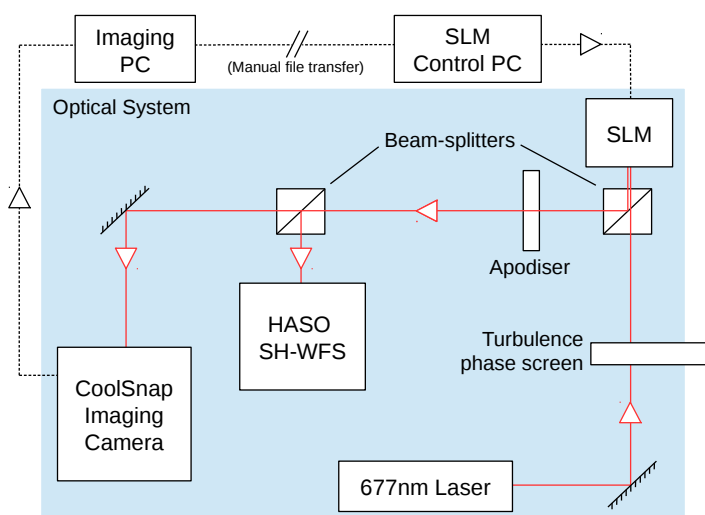 Imaging
PC
(Manual file transfer)
SLM
Control PC
Optical System
SLM
Beam-splitters
Apodiser
HASO
SH-WFS
Turbulence
phase screen
CoolSnap
Imaging
Camera
677nm Laser